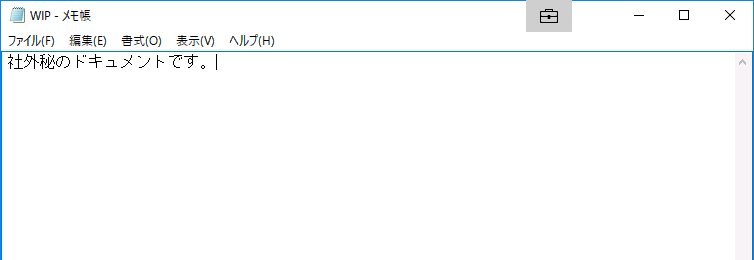 WIP - メモ帳
ファイル(F) 編集(E) 書式(O) 表示(V) ヘルプ(H)
社外秘のドキュメントです。